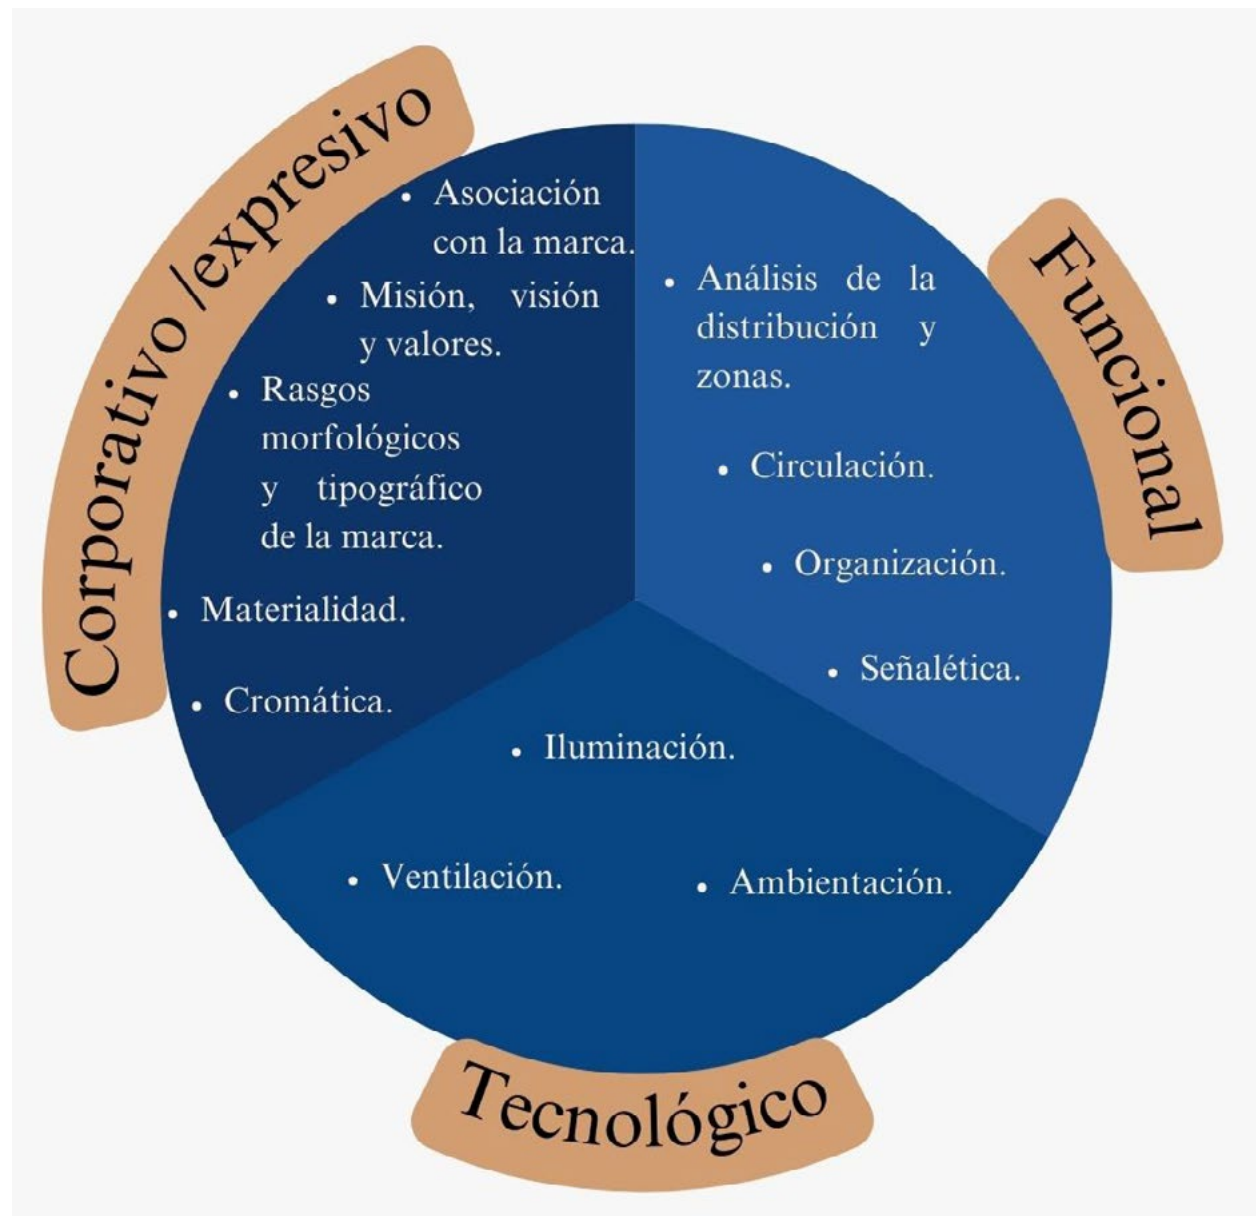 Corporativo /expresivo
• Asociación
con la marca.
• Misión, visión
y valores.
• Rasgos
morfológicos
y tipográfico
de la marca.
• Materialidad.
• Cromática.
Funcional
• Análisis de la
distribución y
zonas.
• Circulación.
• Organización.
• Señalética.
• Iluminación.
• Ventilación.
• Ambientación.
Tecnológico